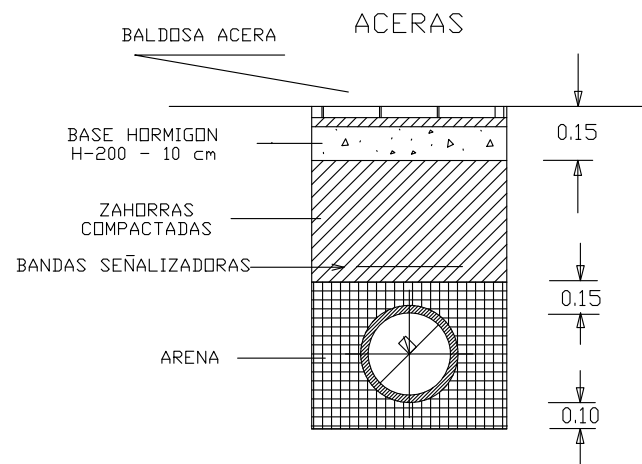 ACERAS
BALDOSA ACERA
BASE HORMIGON
H-200 - 10 cm
0.15
ZAHORRAS
COMPACTADAS
BANDAS SEÑALIZADORAS
0.15
ARENA
0.10